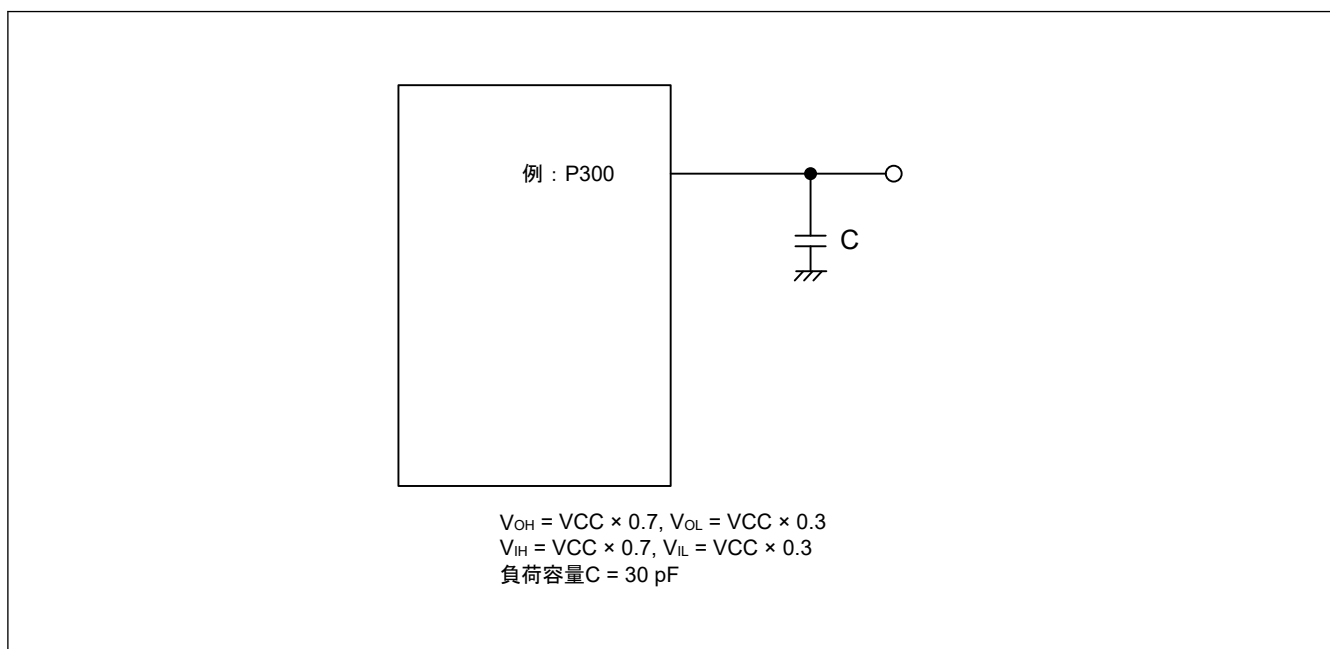 例：P300
C
VOH = VCC × 0.7, VOL = VCC × 0.3
VIH = VCC × 0.7, VIL = VCC × 0.3
負荷容量C = 30 pF